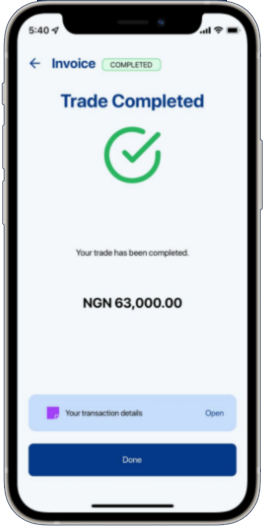 5:40
Invoice COMPLETED
Trade Completed
Your trade has been completed.
NGN 63,000.00
Your transaction details Open
Done